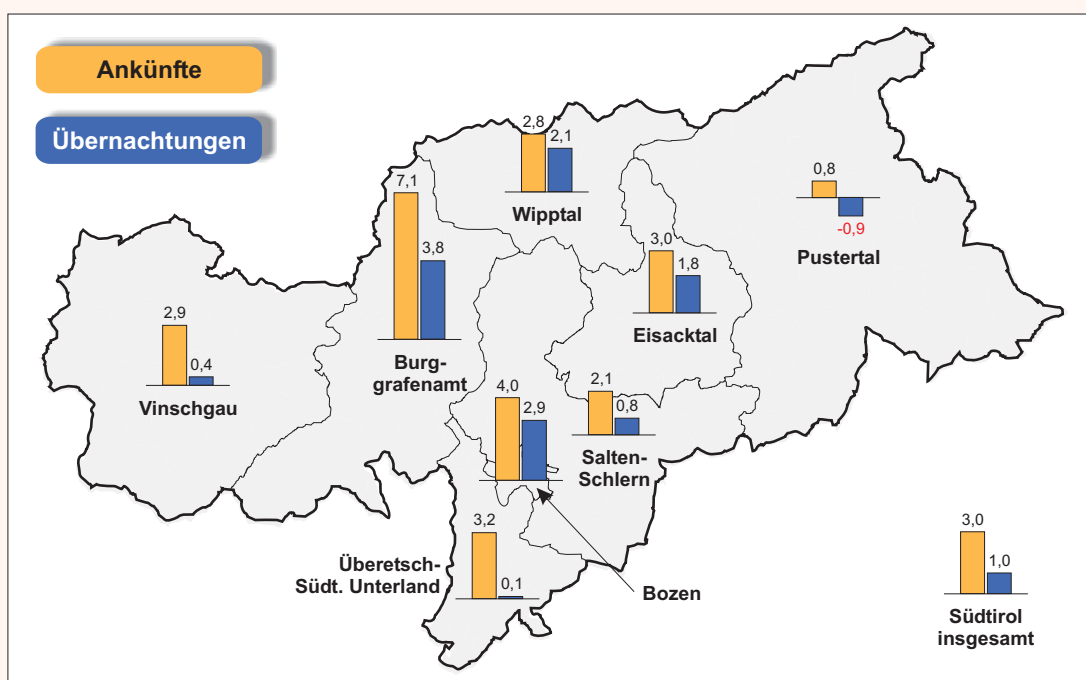 Ankünfte
Übernachtungen
2,8
2,1
Wipptal
7,1
3,8
Burg-
grafenamt
0,8
-0,9
Pustertal
3,0
1,8
Eisacktal
2,9
0,4
Vinschgau
4,0
2,9
2,1
0,8
Salten-
Schlern
3,2
0,1
Überetsch-
Südt. Unterland
Bozen
3,0
1,0
Südtirol
insgesamt